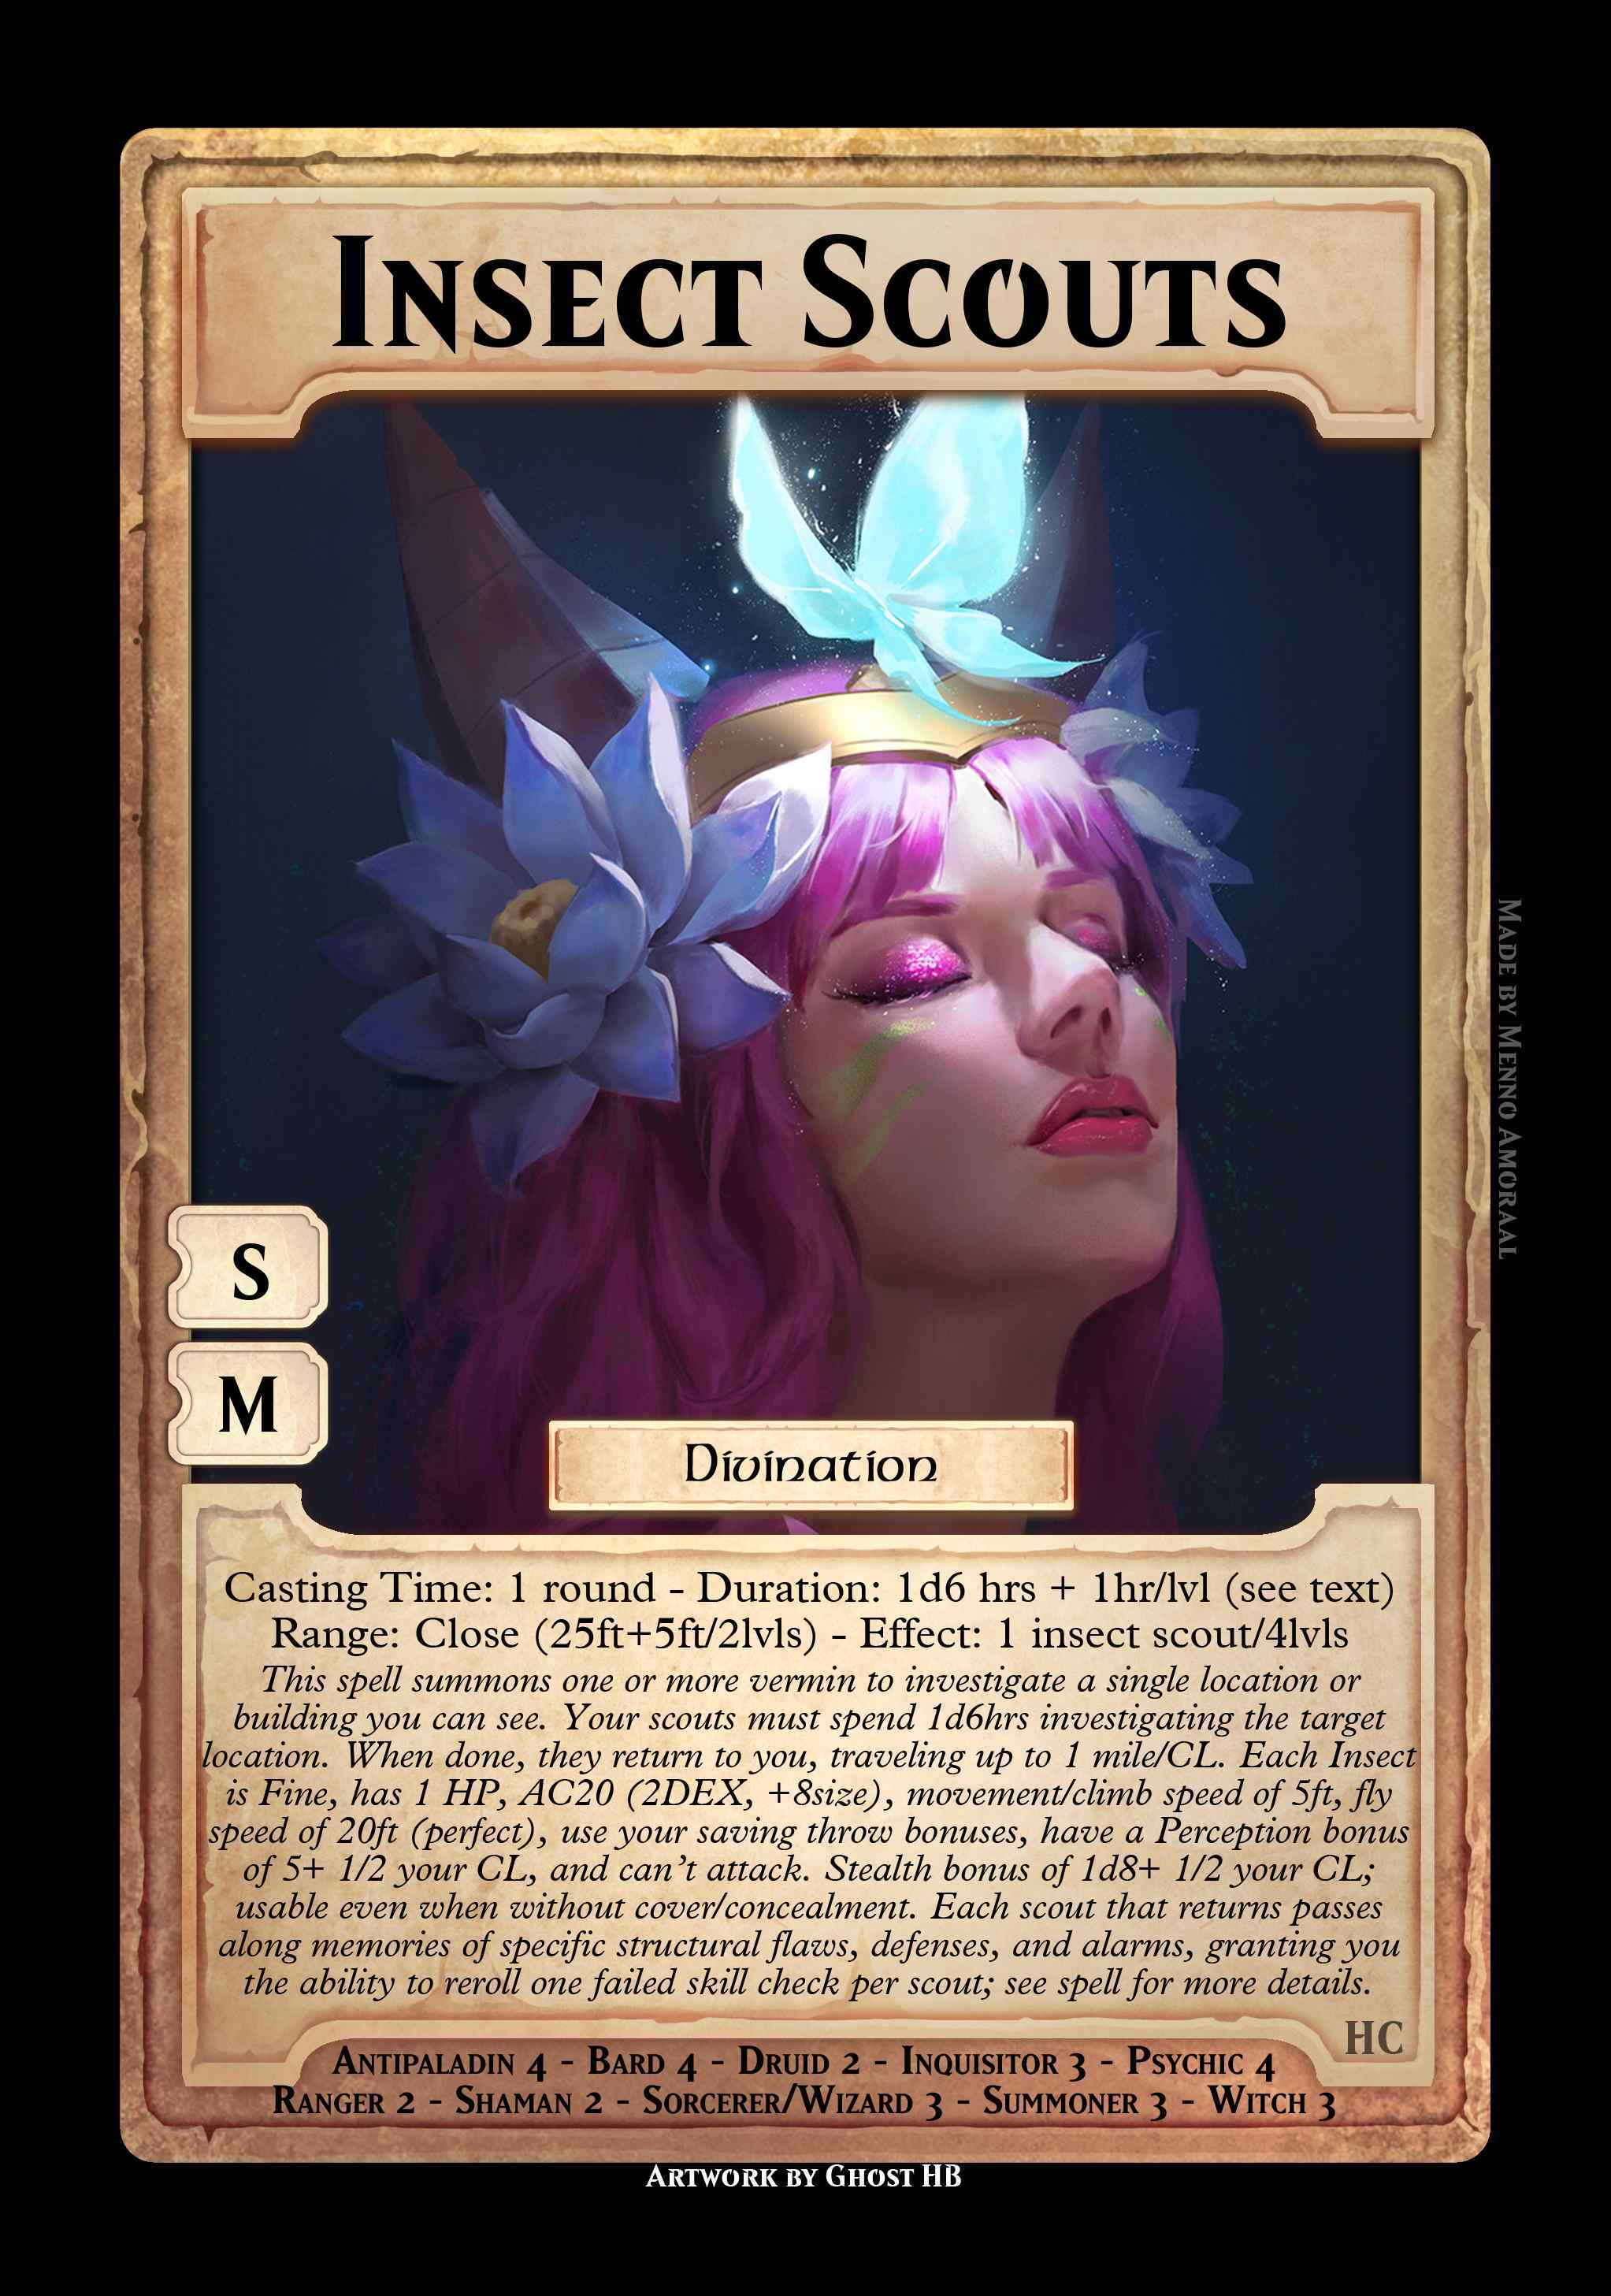 Insect Scouts
S
M
Divination
Casting Time: 1 round - Duration: 1d6 hrs + 1hr/lvl (see text)
Range: Close (25ft+5ft/2lvls) - Effect: 1 insect scout/4lvls
This spell summons one or more vermin to investigate a single location or
building you can see. Your scouts must spend 1d6hrs investigating the target
location. When done, they return to you, traveling up to 1 mile/CL. Each Insect
is Fine, has 1 HP, AC20 (2DEX, +8size), movement/climb speed of 5ft, fly
speed of 20ft (perfect), use your saving throw bonuses, have a Perception bonus
of 5+ 1/2 your CL, and can't attack. Stealth bonus of 1d8+ 1/2 your CL;
usable even when without cover/concealment. Each scout that returns passes
along memories of specific structural flaws, defenses, and alarms, granting you
the ability to reroll one failed skill check per scout; see spell for more details.
HC
Antipaladin 4 - Bard 4 - Druid 2 - Inquisitor 3 - Psychic 4
Ranger 2 - Shaman 2 - Sorcerer/Wizard 3 - Summoner 3 - Witch 3
Artwork by Ghost HB
Made by Menno Amoraal